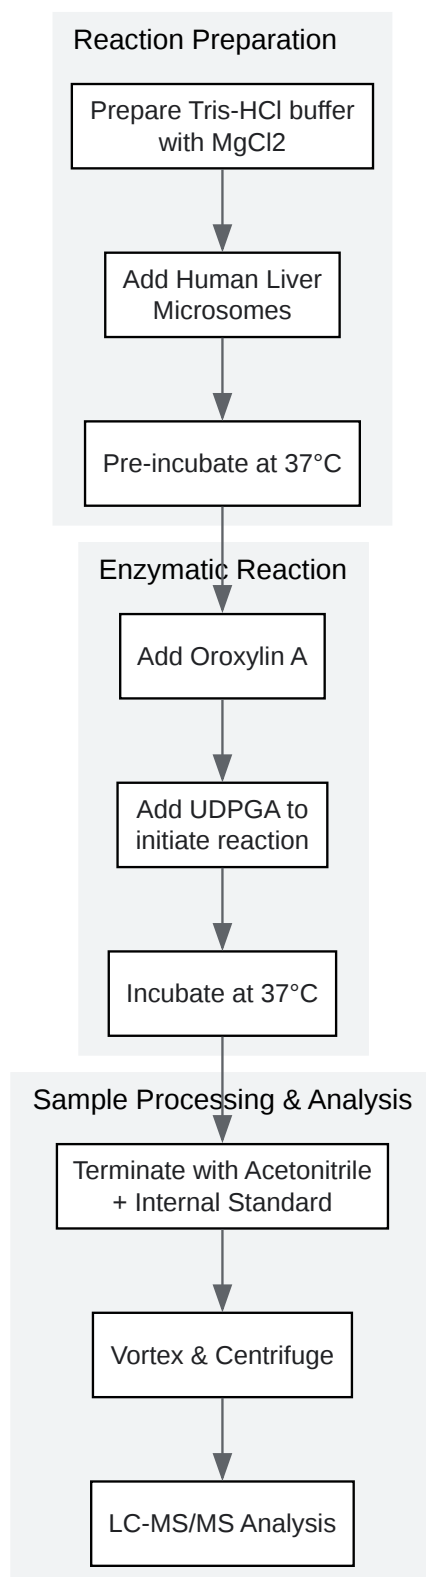 Reaction Preparation
Prepare Tris-HCl buffer
with MgCl2
Add Human Liver
Microsomes
Pre-incubate at 37°C
Enzymatic Reaction
Add Oroxylin A
Add UDPGA to
initiate reaction
Incubate at 37°C
Sample Processing & Analysis
Terminate with Acetonitrile
+ Internal Standard
Vortex & Centrifuge
LC-MS/MS Analysis